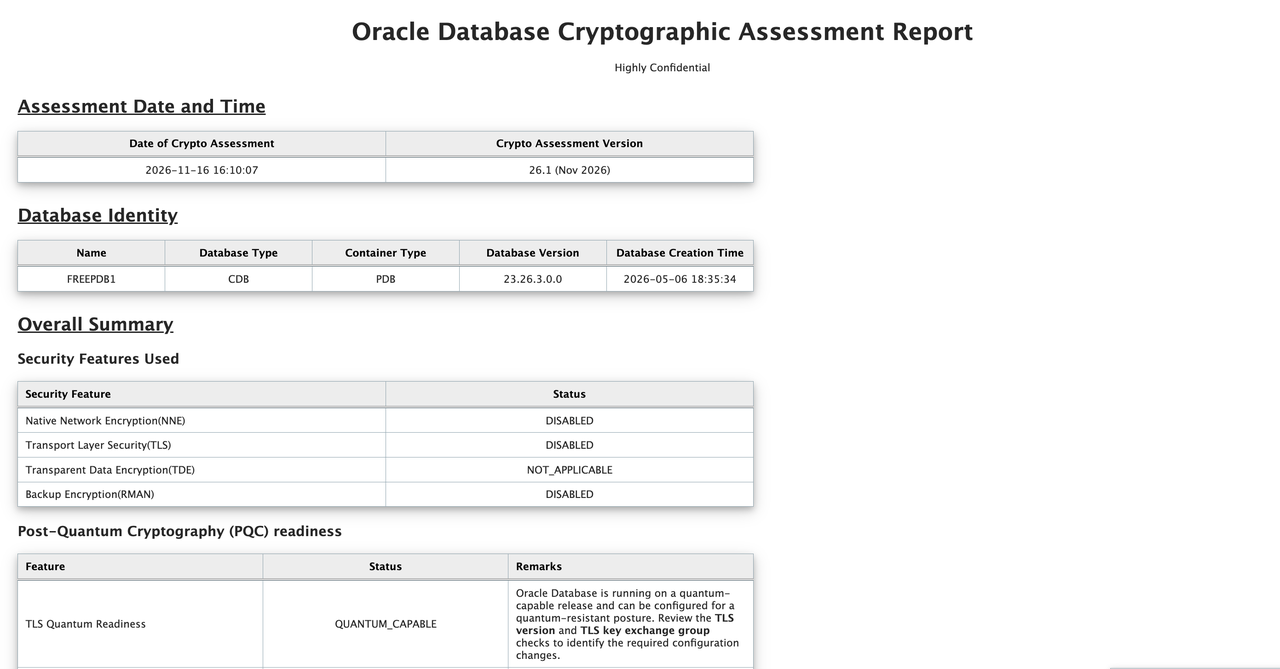 Oracle Database Cryptographic Assessment Report
Highly Confidential
Assessment Date and Time
Date of Crypto Assessment Crypto Assessment Version
2026-11-16 16:10:07 26.1 (Nov 2026)
Database Identity
Name Database Type Container Type Database Version Database Creation Time
FREEPDB1 CDB PDB 23.26.3.0.0 2026-05-06 18:35:34
Overall Summary
Security Features Used
Security Feature Status
Native Network Encryption(NNE) DISABLED
Transport Layer Security(TLS) DISABLED
Transparent Data Encryption(TDE) NOT_APPLICABLE
Backup Encryption(RMAN) DISABLED
Post-Quantum Cryptography (PQC) readiness
Feature Status Remarks
TLS Quantum Readiness QUANTUM_CAPABLE
Oracle Database is running on a quantum-
capable release and can be configured for a
quantum-resistant posture. Review the TLS
version and TLS key exchange group
checks to identify the required configuration
changes.